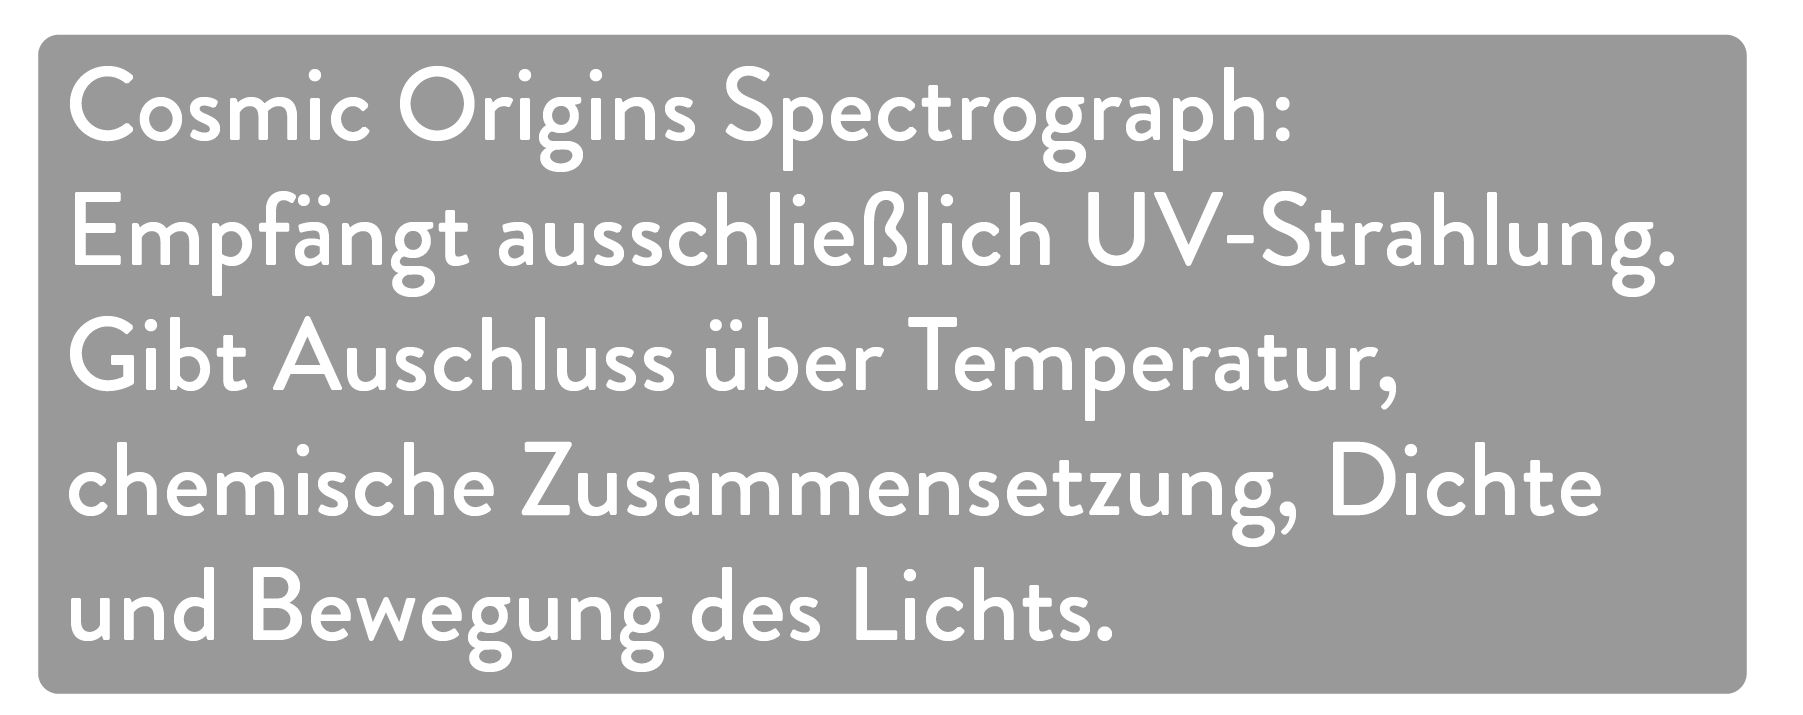 Cosmic Origins Spectrograph:
Empfängt ausschließlich UV-Strahlung.
Gibt Auschluss über Temperatur,
chemische Zusammensetzung, Dichte
und Bewegung des Lichts.